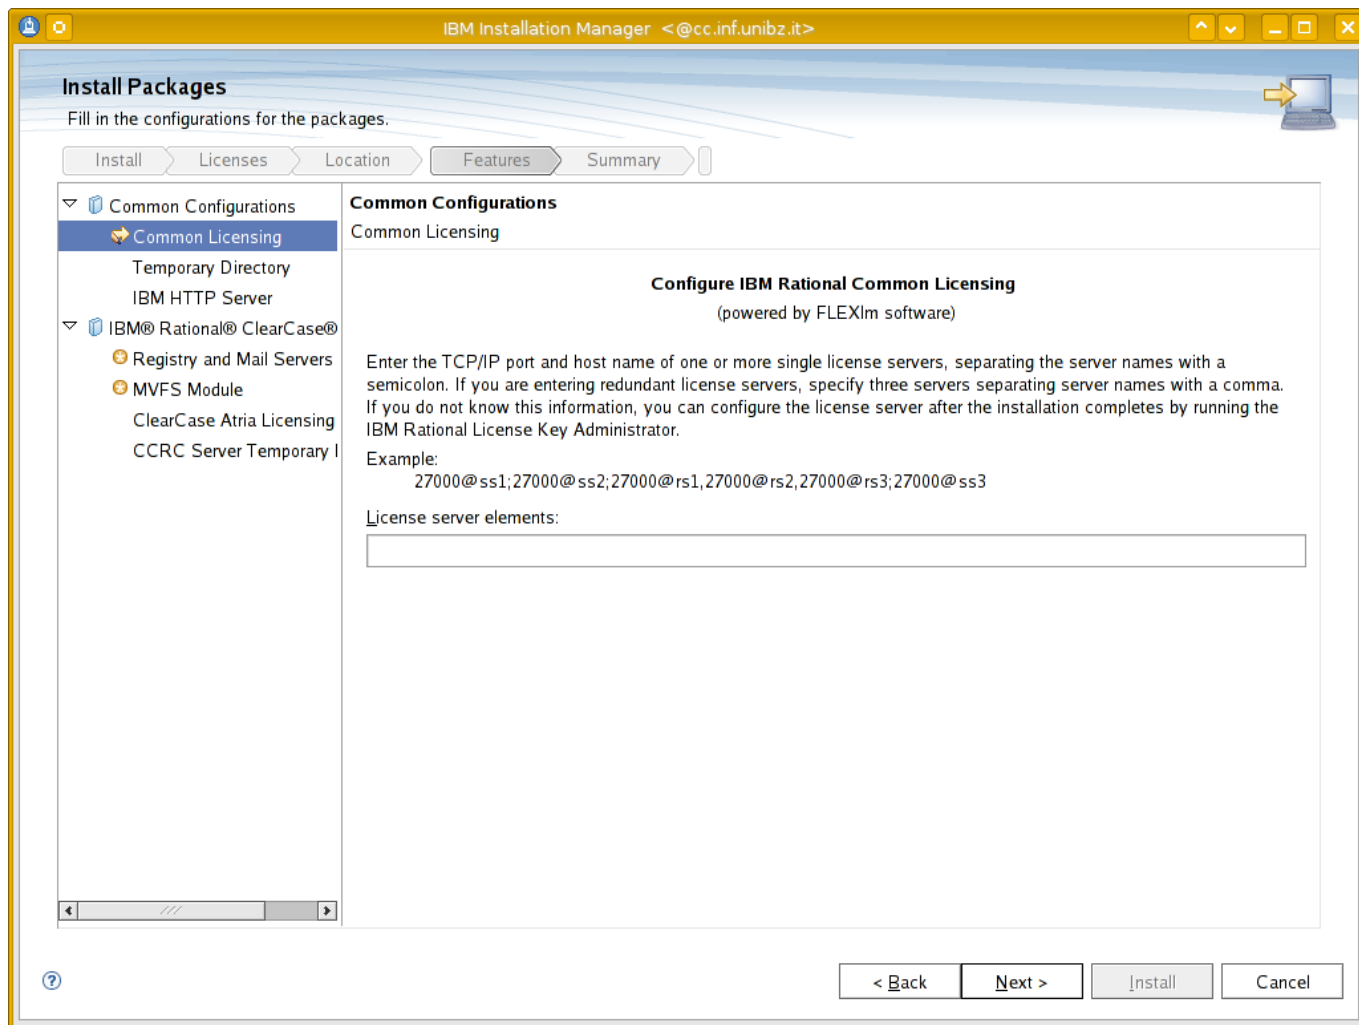 IBM Installation Manager <@cc.inf.unibz.it>
Install Packages
Fill in the configurations for the packages.
Install Licenses Location Features Summary
Common Configurations
Common Licensing
Temporary Directory
IBM HTTP Server
IBM® Rational® ClearCase®
Registry and Mail Servers
MVFS Module
ClearCase Atria Licensing
CCRC Server Temporary
Common Configurations
Common Licensing
Configure IBM Rational Common Licensing
(powered by FLEXlm software)
Enter the TCP/IP port and host name of one or more single license servers, separating the server names with a
semicolon. If you are entering redundant license servers, specify three servers separating server names with a comma.
If you do not know this information, you can configure the license server after the installation completes by running the
IBM Rational License Key Administrator.
Example:
27000@ss1;27000@ss2;27000@rs1,27000@rs2,27000@rs3;27000@ss3
License server elements:
< Back Next > Install Cancel